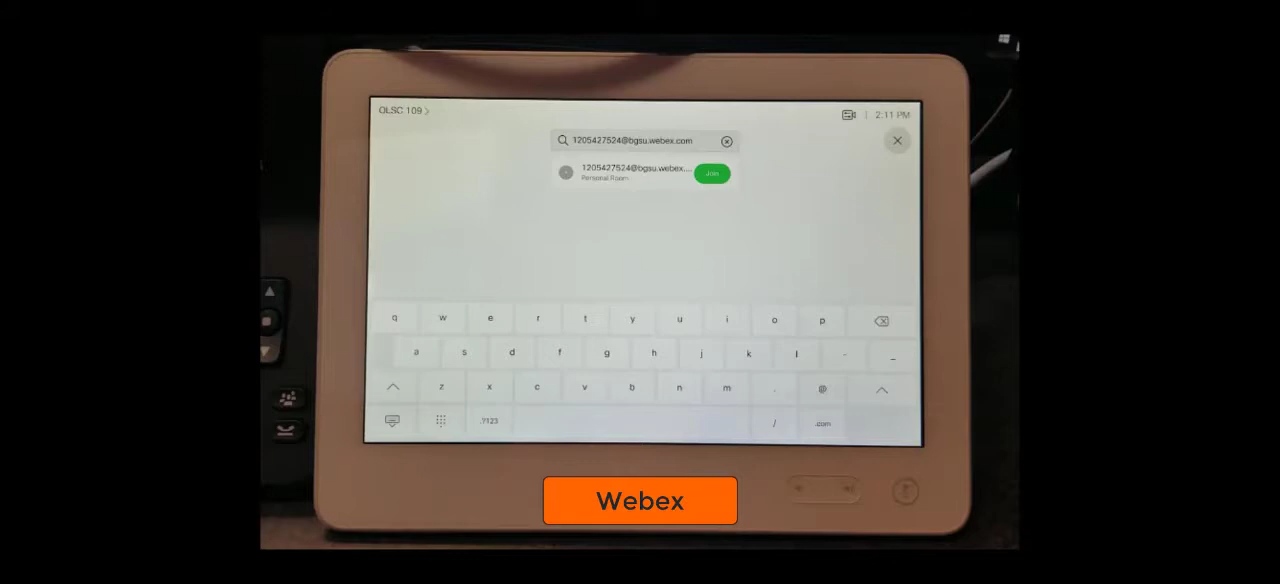 OLSC 109 >
2:11 PM
1205427524@bgsu.webex.com
1205427524@bgsu.webex....
Personal Room
Join
q w e r t y u i o p
a s d f g h j k l - _
z x c v b n m . @
.?123 / .com
Webex